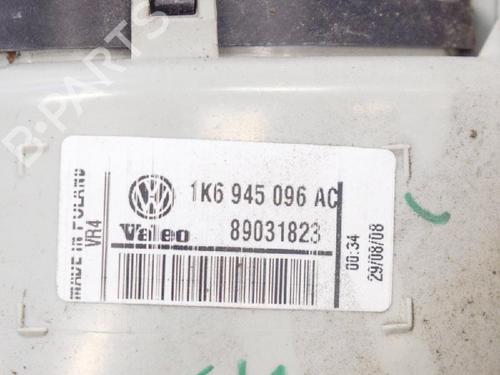 B-PARTS
MADE IN POLAND
VR4
1K6 945 096 AC
Valeo 89031823
00:34
29/08/08